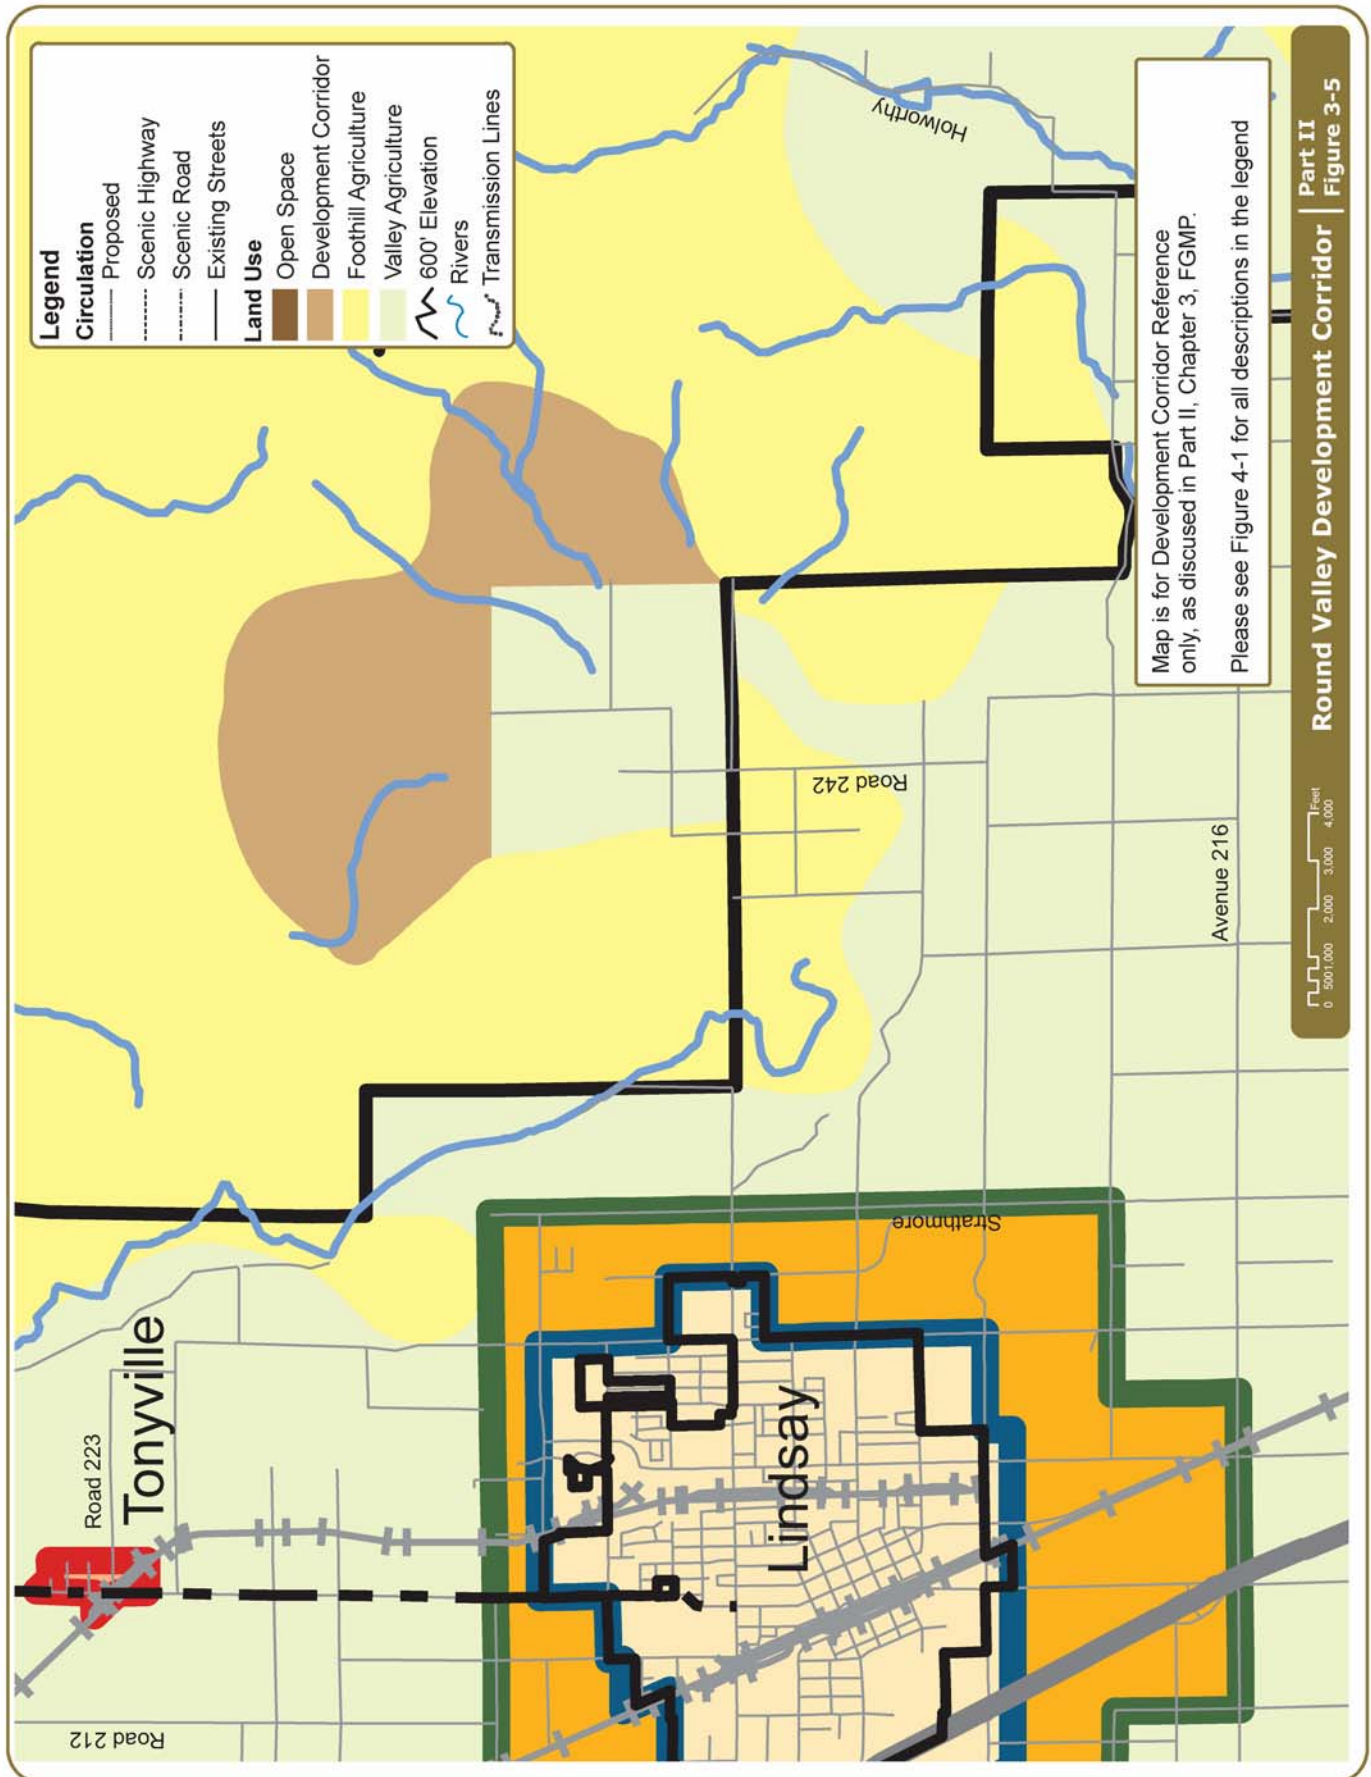 Legend
Circulation
Proposed
Scenic Highway
Scenic Road
Existing Streets
Land Use
Open Space
Development Corridor
Foothill Agriculture
Valley Agriculture
600' Elevation
Rivers
Transmission Lines
Holworthy
Road 223
Tonyville
Road 212
Strathmore
Lindsay
Road 242
Avenue 216
Map is for Development Corridor Reference
only, as discused in Part II, Chapter 3, FGMP.
Please see Figure 4-1 for all descriptions in the legend
0 5001,000 2,000 3,000 4,000
Feet
Round Valley Development Corridor
Part II
Figure 3-5